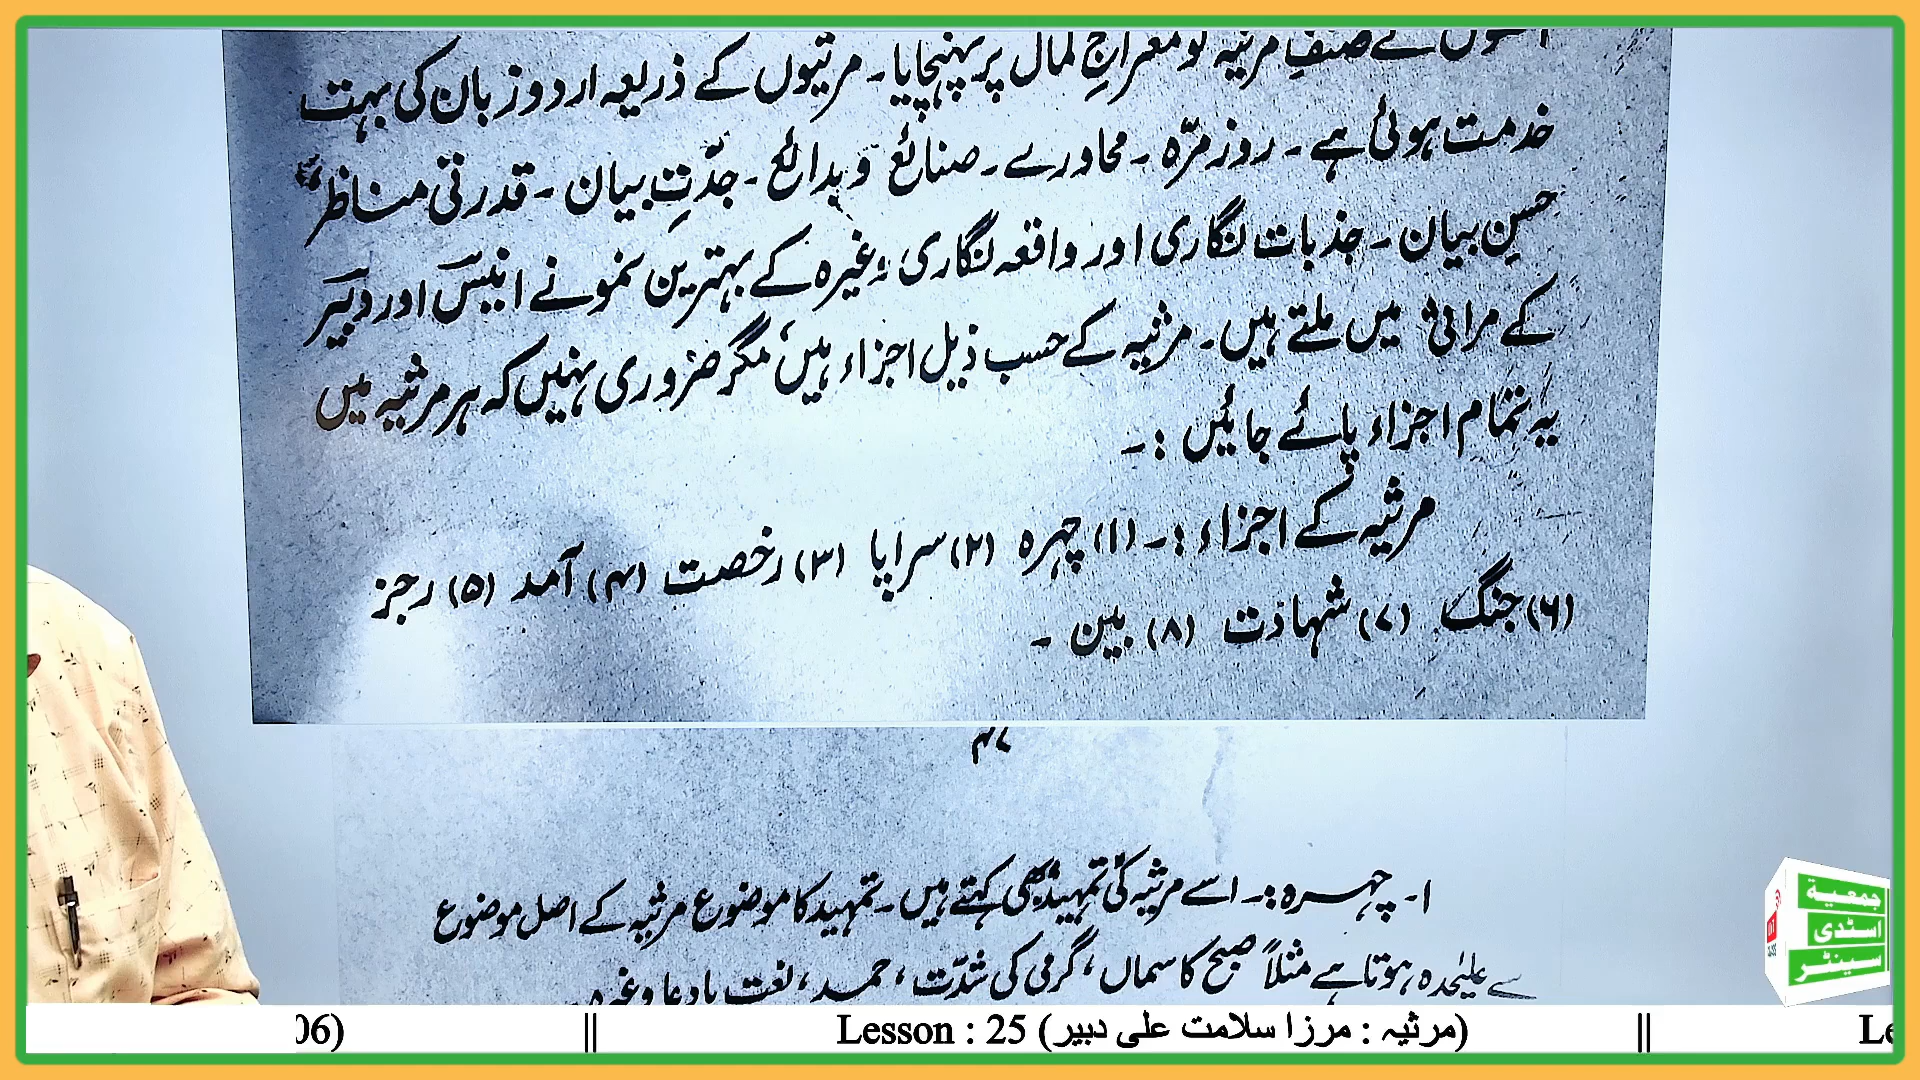 صنفِ مرثیہ کو معراجِ کمال پر پہنچایا۔ مرثیوں کے ذریعہ اردو زبان کی بہت
خدمت ہوئی ہے۔ روزمرّہ۔ محاورے۔ صنائع و بدائع۔ جدّتِ بیان۔ قدرتی مناظر،
حسنِ بیان۔ جذبات نگاری اور واقعہ نگاری وغیرہ کے بہترین نمونے انیسؔ اور دبیرؔ
کے مراثی میں ملتے ہیں۔ مرثیہ کے حسب ذیل اجزاء ہیں، مگر ضروری نہیں کہ ہر مرثیہ میں
یہ تمام اجزاء پائے جائیں :۔
مرثیہ کے اجزاء :۔ (۱) چہرہ (۲) سراپا (۳) رخصت (۴) آمد (۵) رجز
(۶) جنگ (۷) شہادت (۸) بین ۔
۴۷
۱۔ چہرہ :۔ اسے مرثیہ کی تمہید بھی کہتے ہیں۔ تمہید کا موضوع مرثیہ کے اصل موضوع
سے علیٰحدہ ہوتا ہے مثلاً صبح کا سماں، گرمی کی شدّت، حمد، نعت یا دعا وغیرہ
جمعية
اسٹدی
سینٹر
06) || Lesson : 25 (مرثیہ : مرزا سلامت علی دبیر) || Le